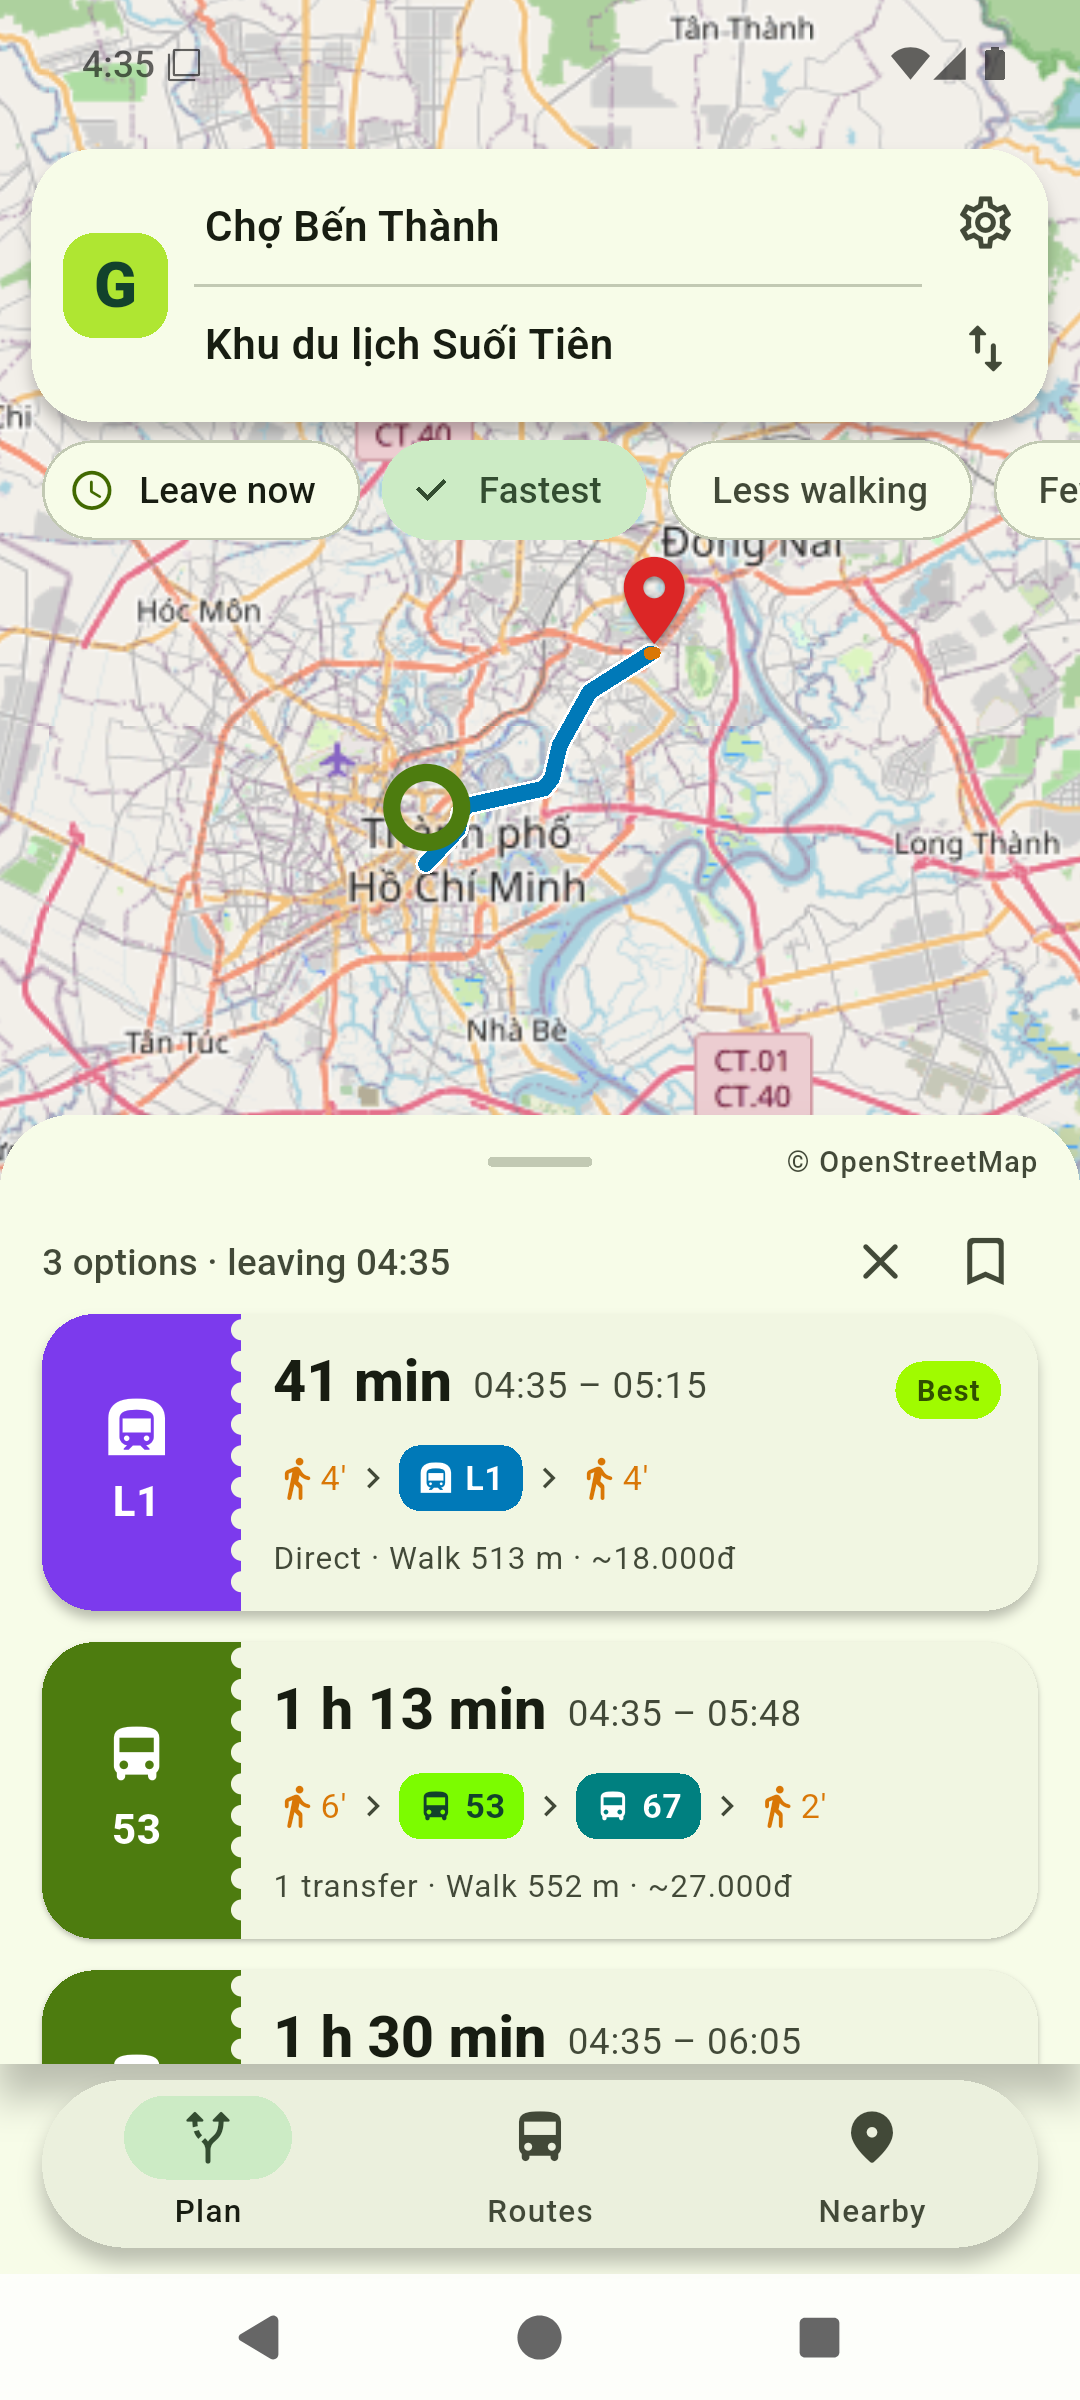 Tân Thành
4:35
Chợ Bến Thành
G
Khu du lịch Suối Tiên
CT.40
Leave now
Fastest
Less walking
Đồng Nai
Hóc Môn
Thành phố
Hồ Chí Minh
Long Thành
Nhà Bè
Tân Túc
CT.01
CT.40
© OpenStreetMap
3 options · leaving 04:35
41 min 04:35 – 05:15
Best
L1
4' > L1 > 4'
Direct · Walk 513 m · ~18.000đ
1 h 13 min 04:35 – 05:48
53
6' > 53 > 67 > 2'
1 transfer · Walk 552 m · ~27.000đ
1 h 30 min 04:35 – 06:05
Plan
Routes
Nearby